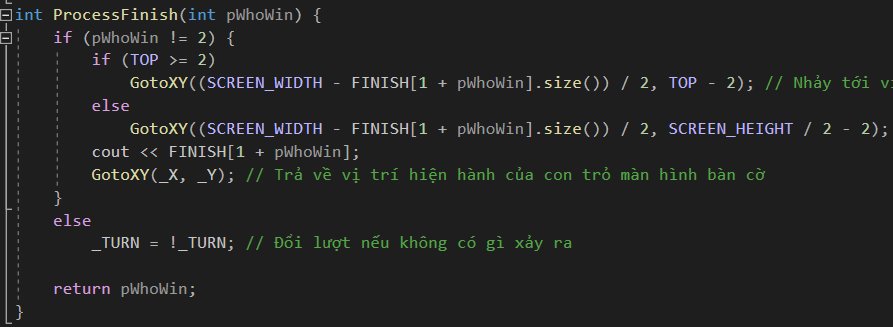 int ProcessFinish(int pWhoWin) {
if (pWhoWin != 2) {
if (TOP >= 2)
GotoXY((SCREEN_WIDTH - FINISH[1 + pWhoWin].size()) / 2, TOP - 2); // Nhảy tới
else
GotoXY((SCREEN_WIDTH - FINISH[1 + pWhoWin].size()) / 2, SCREEN_HEIGHT / 2 - 2);
cout << FINISH[1 + pWhoWin];
GotoXY(_X, _Y); // Trả về vị trí hiện hành của con trỏ màn hình bàn cờ
}
else
_TURN = !_TURN; // Đổi lượt nếu không có gì xảy ra
return pWhoWin;
}